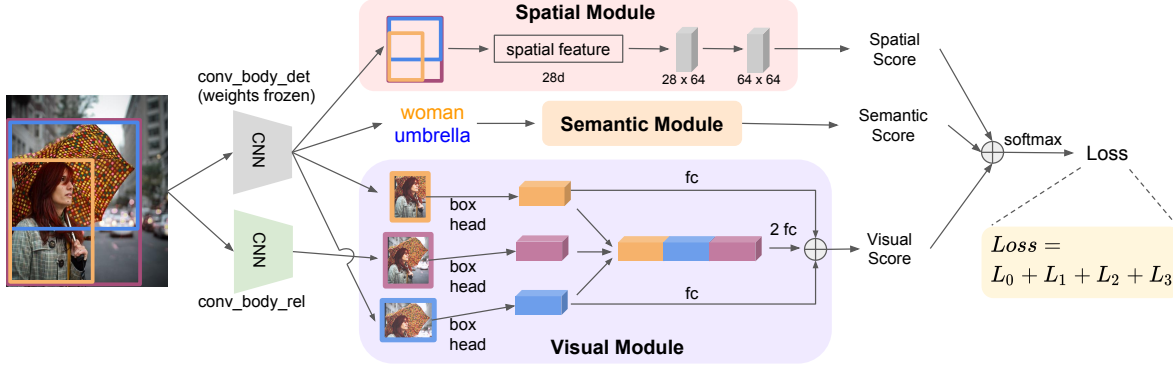 Spatial Module
spatial feature
28d
28 x 64
64 x 64
Spatial
Score
conv_body_det
(weights frozen)
CNN
woman
umbrella
Semantic Module
Semantic
Score
softmax
Loss
CNN
conv_body_rel
box
head
fc
box
head
2 fc
Visual
Score
box
head
fc
Visual Module
Loss =
L₀ + L₁ + L₂ + L₃